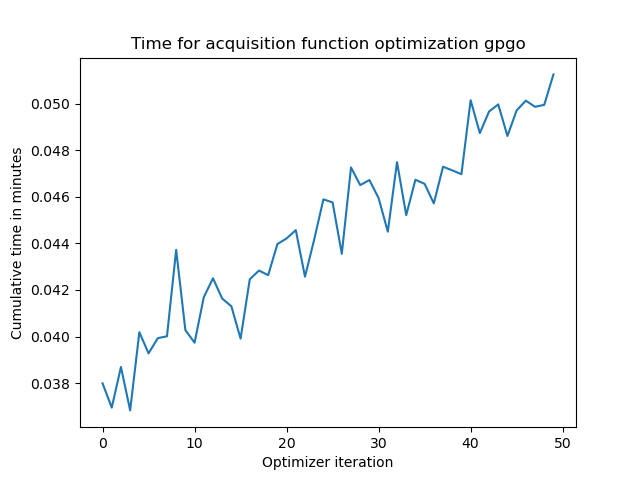 Time for acquisition function optimization gpgo
Cumulative time in minutes
0.050
0.048
0.046
0.044
0.042
0.040
0.038
0 10 20 30 40 50
Optimizer iteration